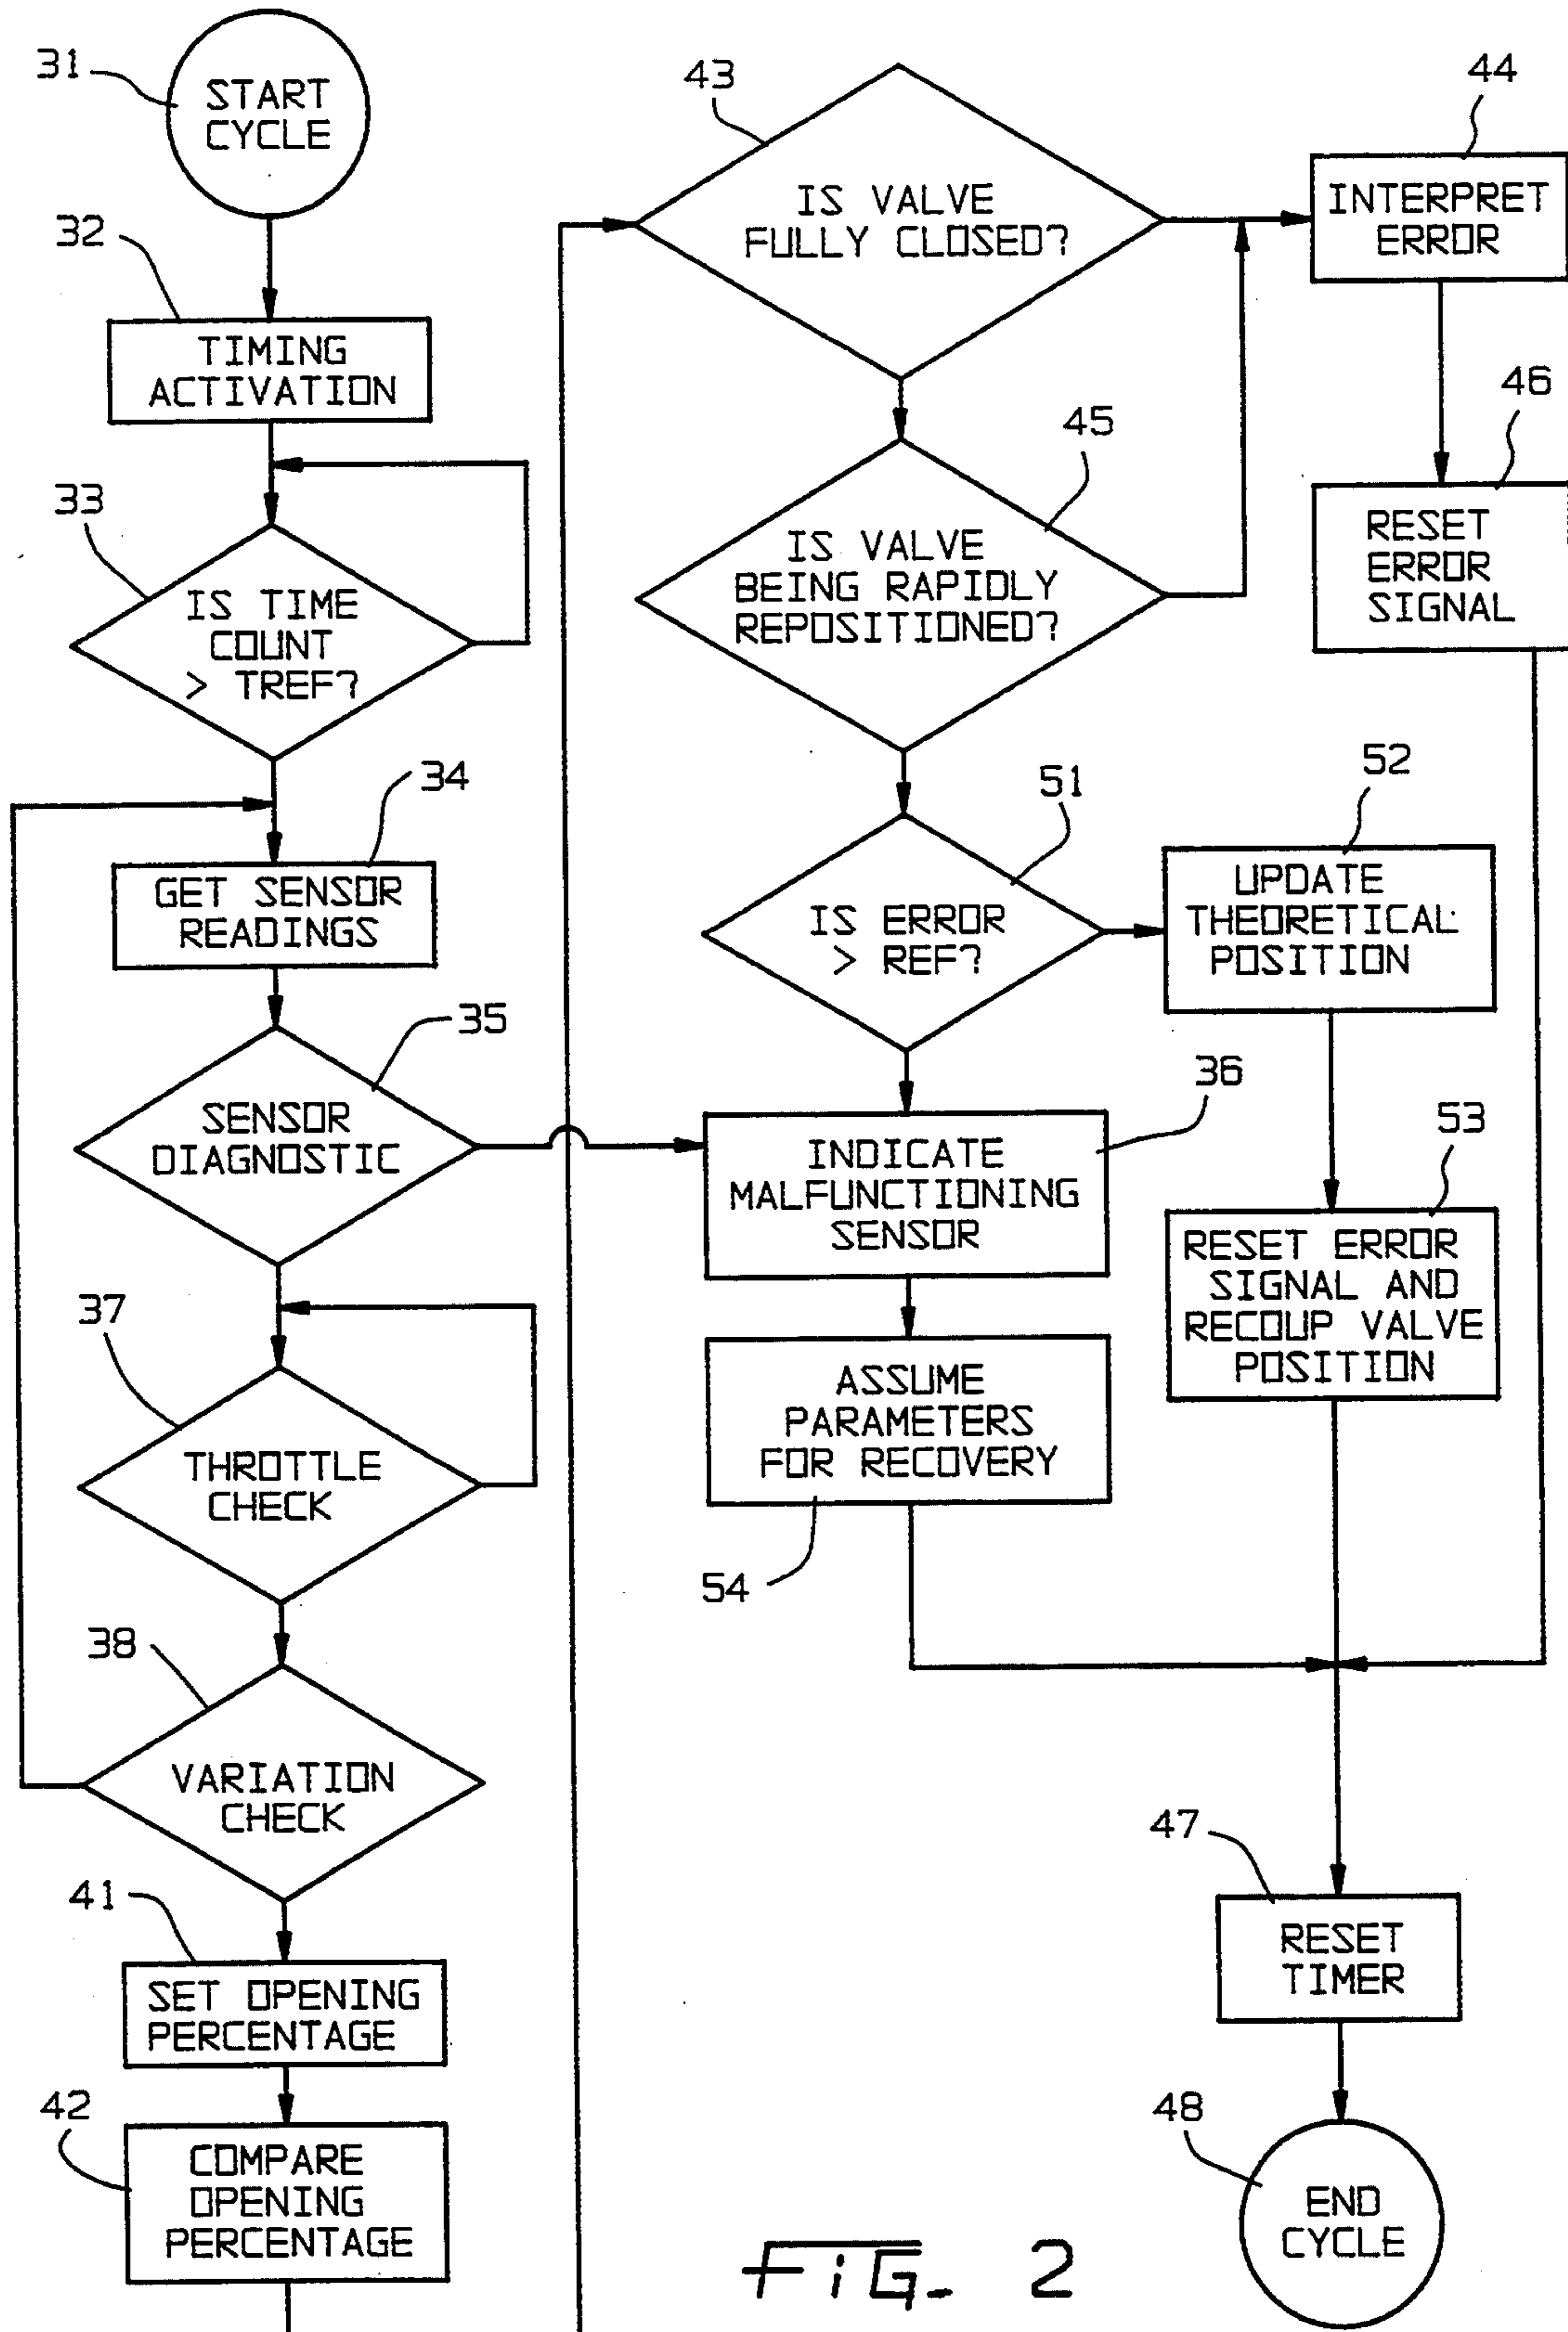 31
START
CYCLE
32
TIMING
ACTIVATION
33
IS TIME
COUNT
> TREF?
34
GET SENSOR
READINGS
35
SENSOR
DIAGNOSTIC
37
THROTTLE
CHECK
38
VARIATION
CHECK
41
SET OPENING
PERCENTAGE
42
COMPARE
OPENING
PERCENTAGE
43
IS VALVE
FULLY CLOSED?
44
INTERPRET
ERROR
45
IS VALVE
BEING RAPIDLY
REPOSITIONED?
46
RESET
ERROR
SIGNAL
51
IS ERROR
> REF?
52
UPDATE
THEORETICAL
POSITION
36
INDICATE
MALFUNCTIONING
SENSOR
53
RESET ERROR
SIGNAL AND
RECOUP VALVE
POSITION
ASSUME
PARAMETERS
FOR RECOVERY
54
47
RESET
TIMER
48
END
CYCLE
FIG. 2